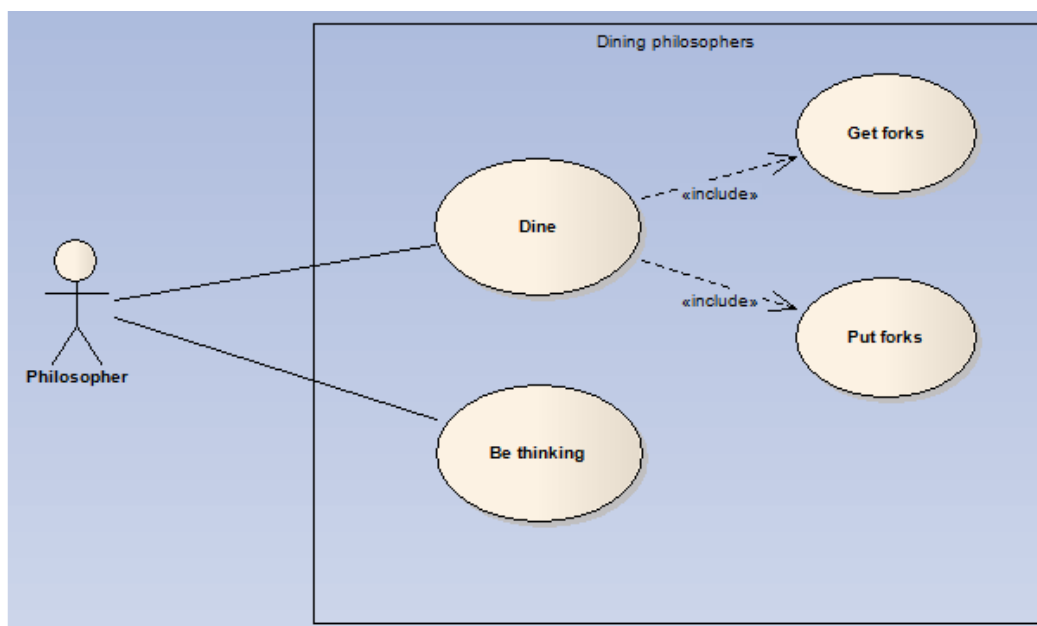 Dining philosophers
Get forks
«include»
Dine
«include»
Put forks
Philosopher
Be thinking